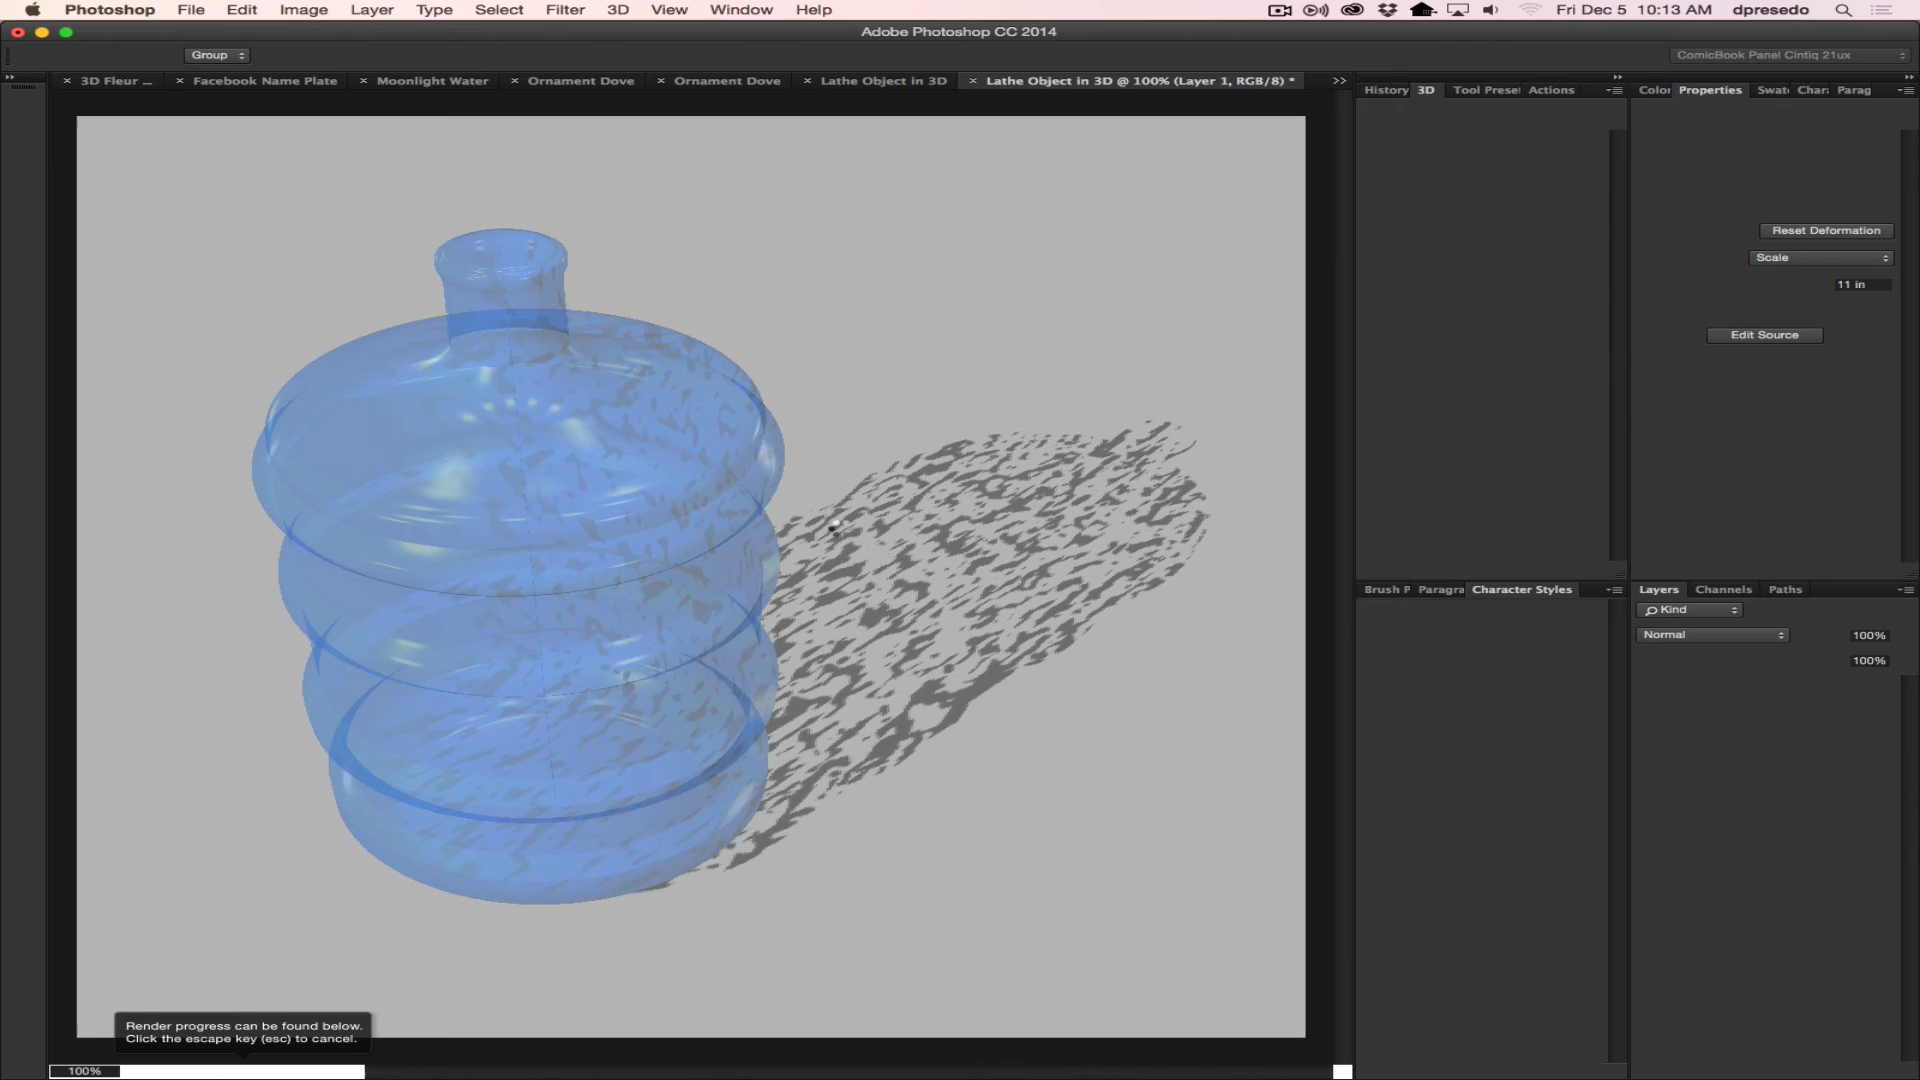 Photoshop File Edit Image Layer Type Select Filter 3D View Window Help Fri Dec 5 10:13 AM dpresedo
Adobe Photoshop CC 2014
Group ComicBook Panel Cintiq 21ux
× 3D Fleur ... × Facebook Name Plate × Moonlight Water × Ornament Dove × Ornament Dove × Lathe Object in 3D × Lathe Object in 3D @ 100% (Layer 1, RGB/8) * >>
History 3D Tool Preset Actions Color Properties Swat Char Parag
Reset Deformation
Scale
11 in
Edit Source
Brush P Paragra Character Styles Layers Channels Paths
Kind
Normal 100%
100%
Render progress can be found below.
Click the escape key (esc) to cancel.
100%